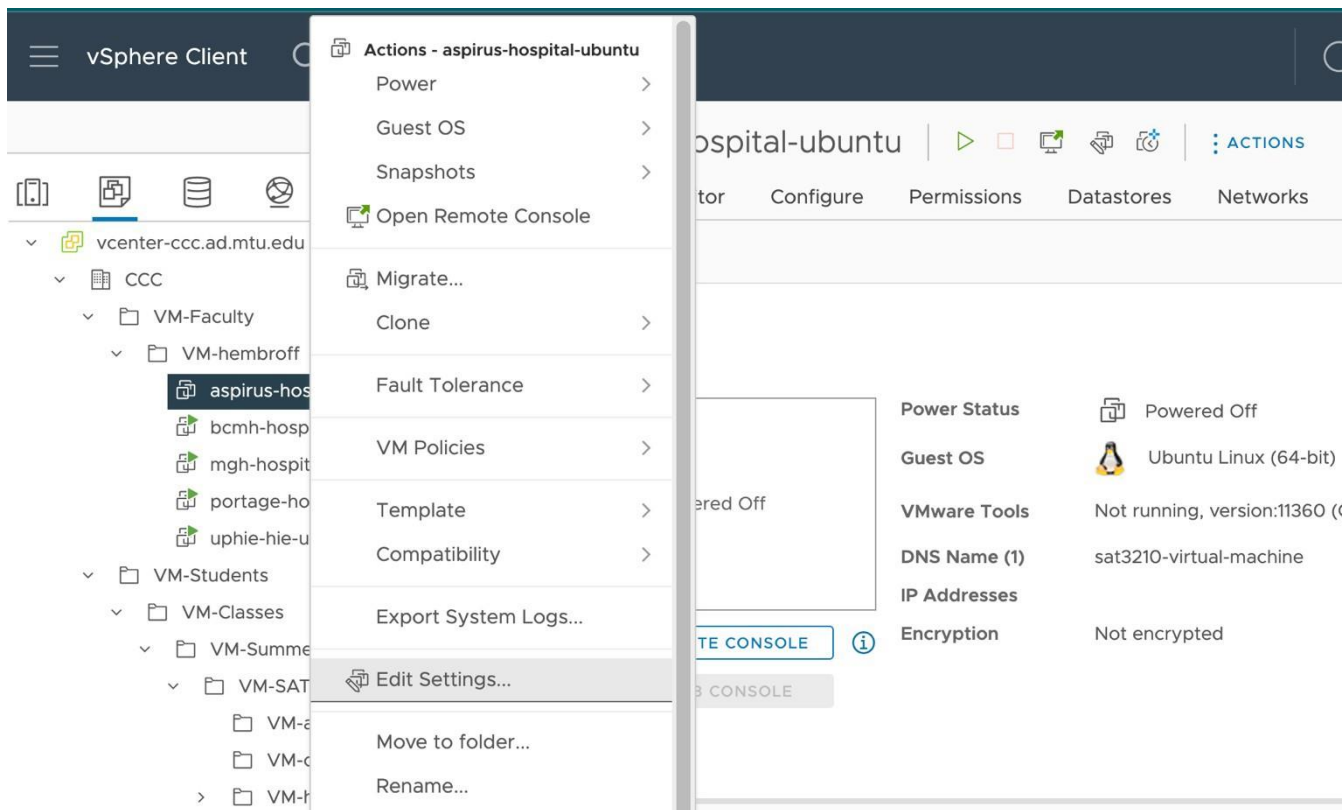 vSphere Client
Actions - aspirus-hospital-ubuntu
Power
Guest OS
Snapshots
Open Remote Console
Migrate...
Clone
Fault Tolerance
VM Policies
Template
Compatibility
Export System Logs...
Edit Settings...
Move to folder...
Rename...
vcenter-ccc.ad.mtu.edu
CCC
VM-Faculty
VM-hembroff
aspirus-hos
bcmh-hosp
mgh-hospit
portage-ho
uphie-hie-u
VM-Students
VM-Classes
VM-Summe
VM-SAT
VM-a
VM-c
VM-h
ospital-ubuntu
ACTIONS
tor Configure Permissions Datastores Networks
ered Off
TE CONSOLE
B CONSOLE
Power Status Powered Off
Guest OS Ubuntu Linux (64-bit)
VMware Tools Not running, version:11360 (
DNS Name (1) sat3210-virtual-machine
IP Addresses
Encryption Not encrypted